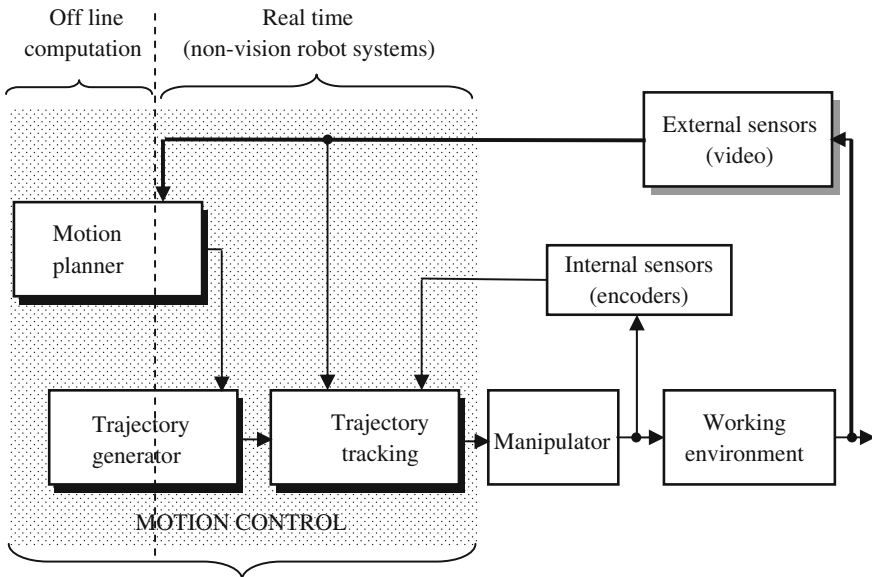 Off line
computation
Real time
(non-vision robot systems)
External sensors
(video)
Motion
planner
Internal sensors
(encoders)
Trajectory
generator
Trajectory
tracking
Manipulator
Working
environment
MOTION CONTROL